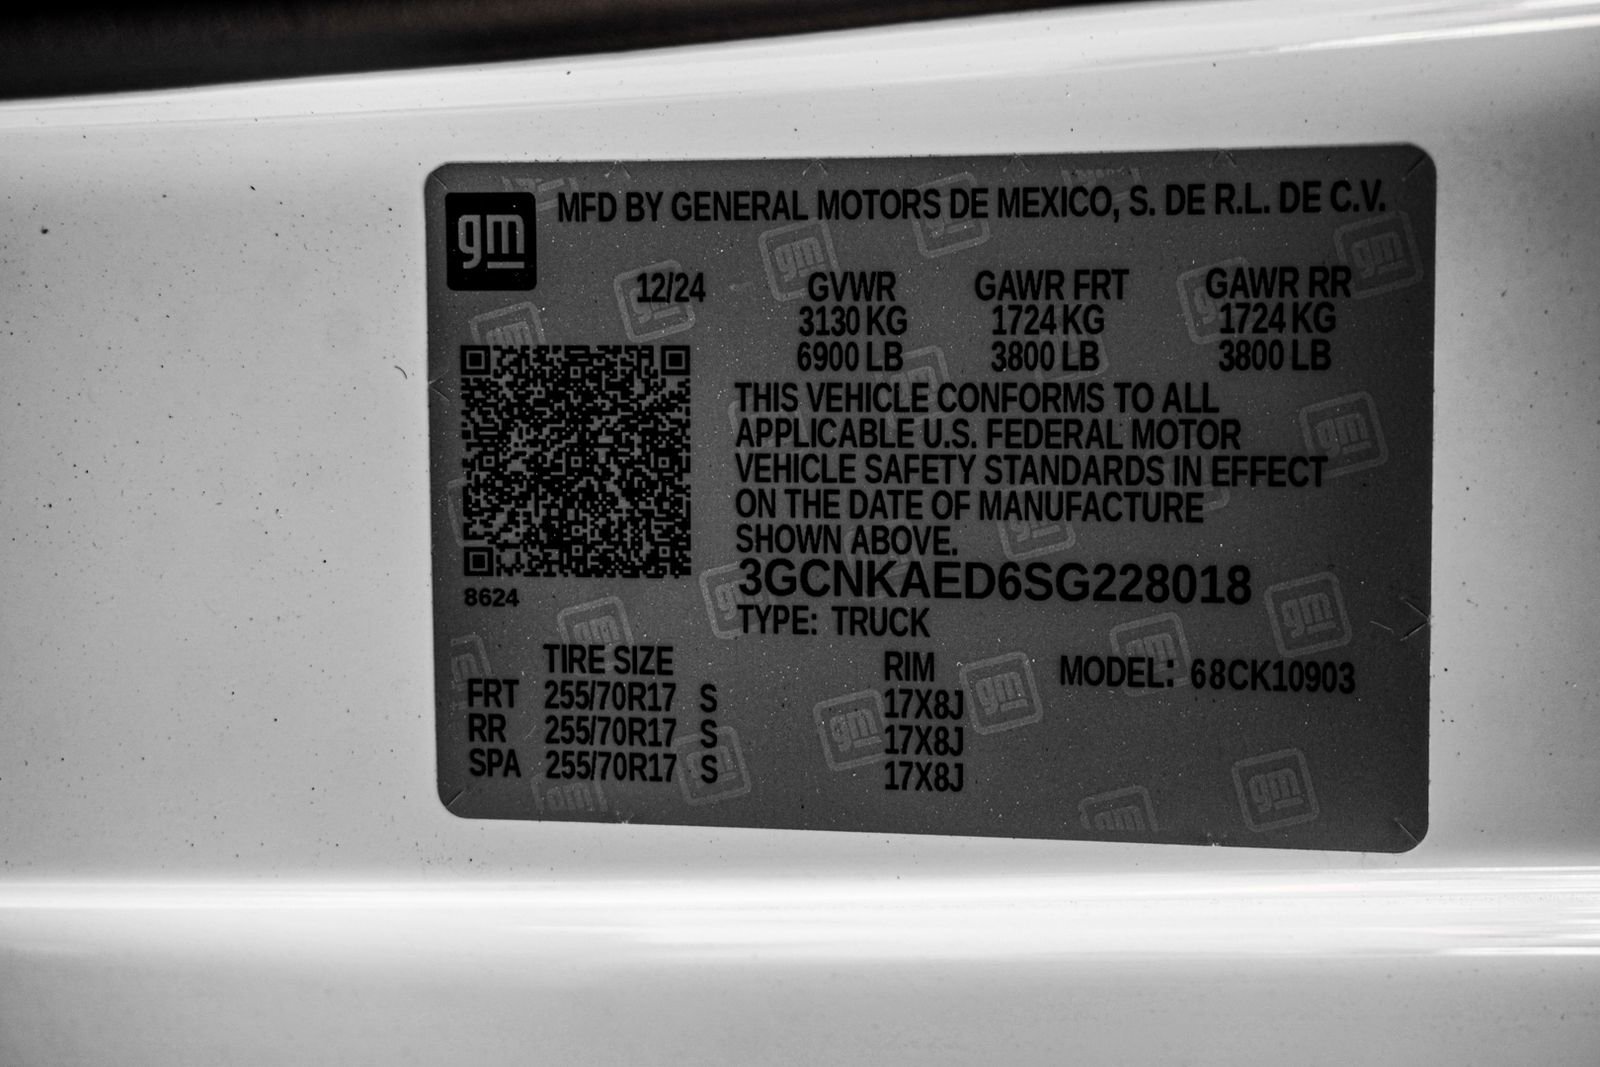 gm MFD BY GENERAL MOTORS DE MEXICO, S. DE R.L. DE C.V.
12/24 GVWR GAWR FRT GAWR RR
3130 KG 1724 KG 1724 KG
6900 LB 3800 LB 3800 LB
THIS VEHICLE CONFORMS TO ALL
APPLICABLE U.S. FEDERAL MOTOR
VEHICLE SAFETY STANDARDS IN EFFECT
ON THE DATE OF MANUFACTURE
SHOWN ABOVE.
3GCNKAED6SG228018
8624
TYPE: TRUCK
TIRE SIZE RIM MODEL: 68CK10903
FRT 255/70R17 S 17X8J
RR 255/70R17 S 17X8J
SPA 255/70R17 S 17X8J